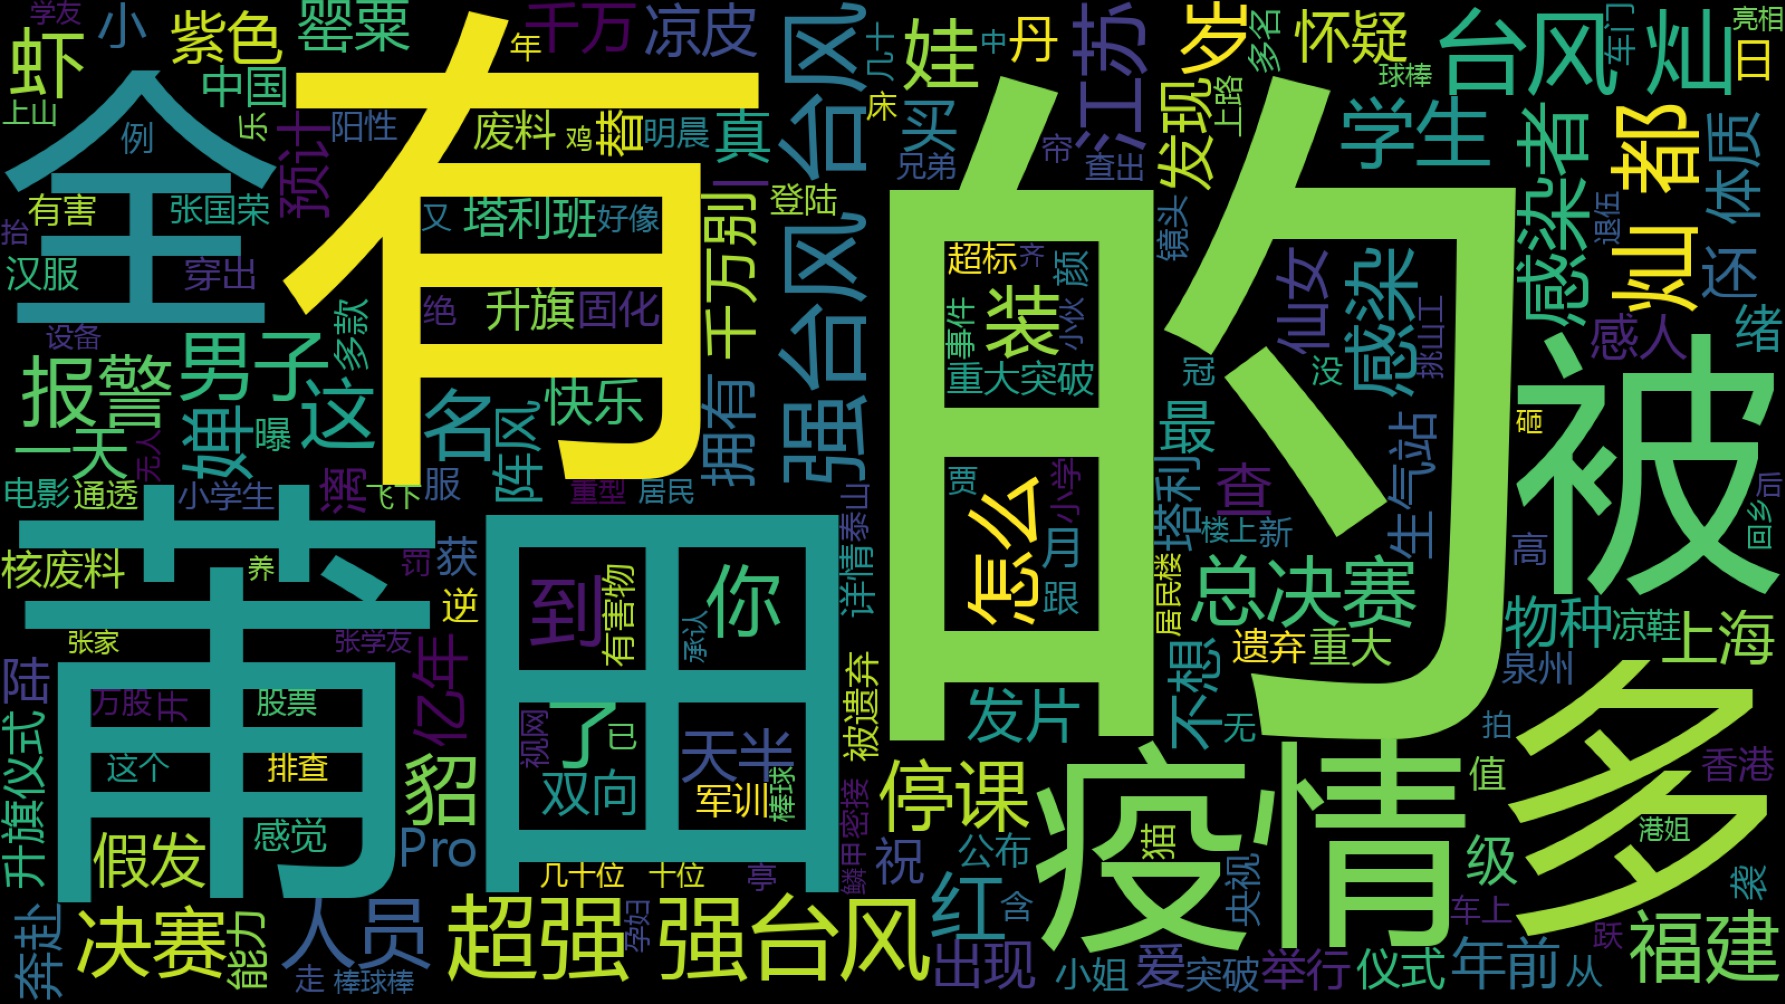 学友
小
紫色
罂粟
千万
凉皮
强台风
几十
中
丹
江苏
岁
多名
怀疑
台风
车门
灿
亮相
日
虾
上山
中国
乐
年
有
的
娃
床
买
兄弟
帘
查出
发现
上路
球棒
学生
感染者
都
体质
全
例
预计
阳性
废料
鸡
替
明晨
真
川
登陆
有害
张国荣
抬
汉服
穿出
又
塔利班
好像
千万别
强台风
超标
齐
颜
镜头
仙女
感染
挑山工
退伍
还
灿
设备
绝
升旗
固化
多款
事件
装
小伙
重大突破
冠
没
感人
绪
报警
男子
这
名
快乐
阵风
拥有
最
被
砸
一天
婵
曝
无人
电影
通透
小学生
漓
飞下
服
重型
居民
泰山
贾
小学
怎么
塔利
查
生气站
楼上
新
高
后
回乡
莆
田
核废料
养
罚
获
到
有害物
你
承认
详情
月
跟
居民楼
总决赛
物种
凉鞋
上海
逆
张家
张学友
遗弃
重大
泉州
陆
亿年
万股
开
股票
视网
了
已
天半
被遗弃
发片
不想
无
拍
多
升旗仪式
这个
排查
貂
双向
军训
棒球
停课
疫情
猫
值
香港
港姐
假发
感觉
Pro
鳞甲
密接
祝
公布
级
几十位
十位
亭
红
含
央视
车上
袭
奔赴
决赛
能力
人员
走
棒球棒
超强
孕妇
强台风
出现
小姐
爱
突破
举行
仪式
年前
从
跃
福建